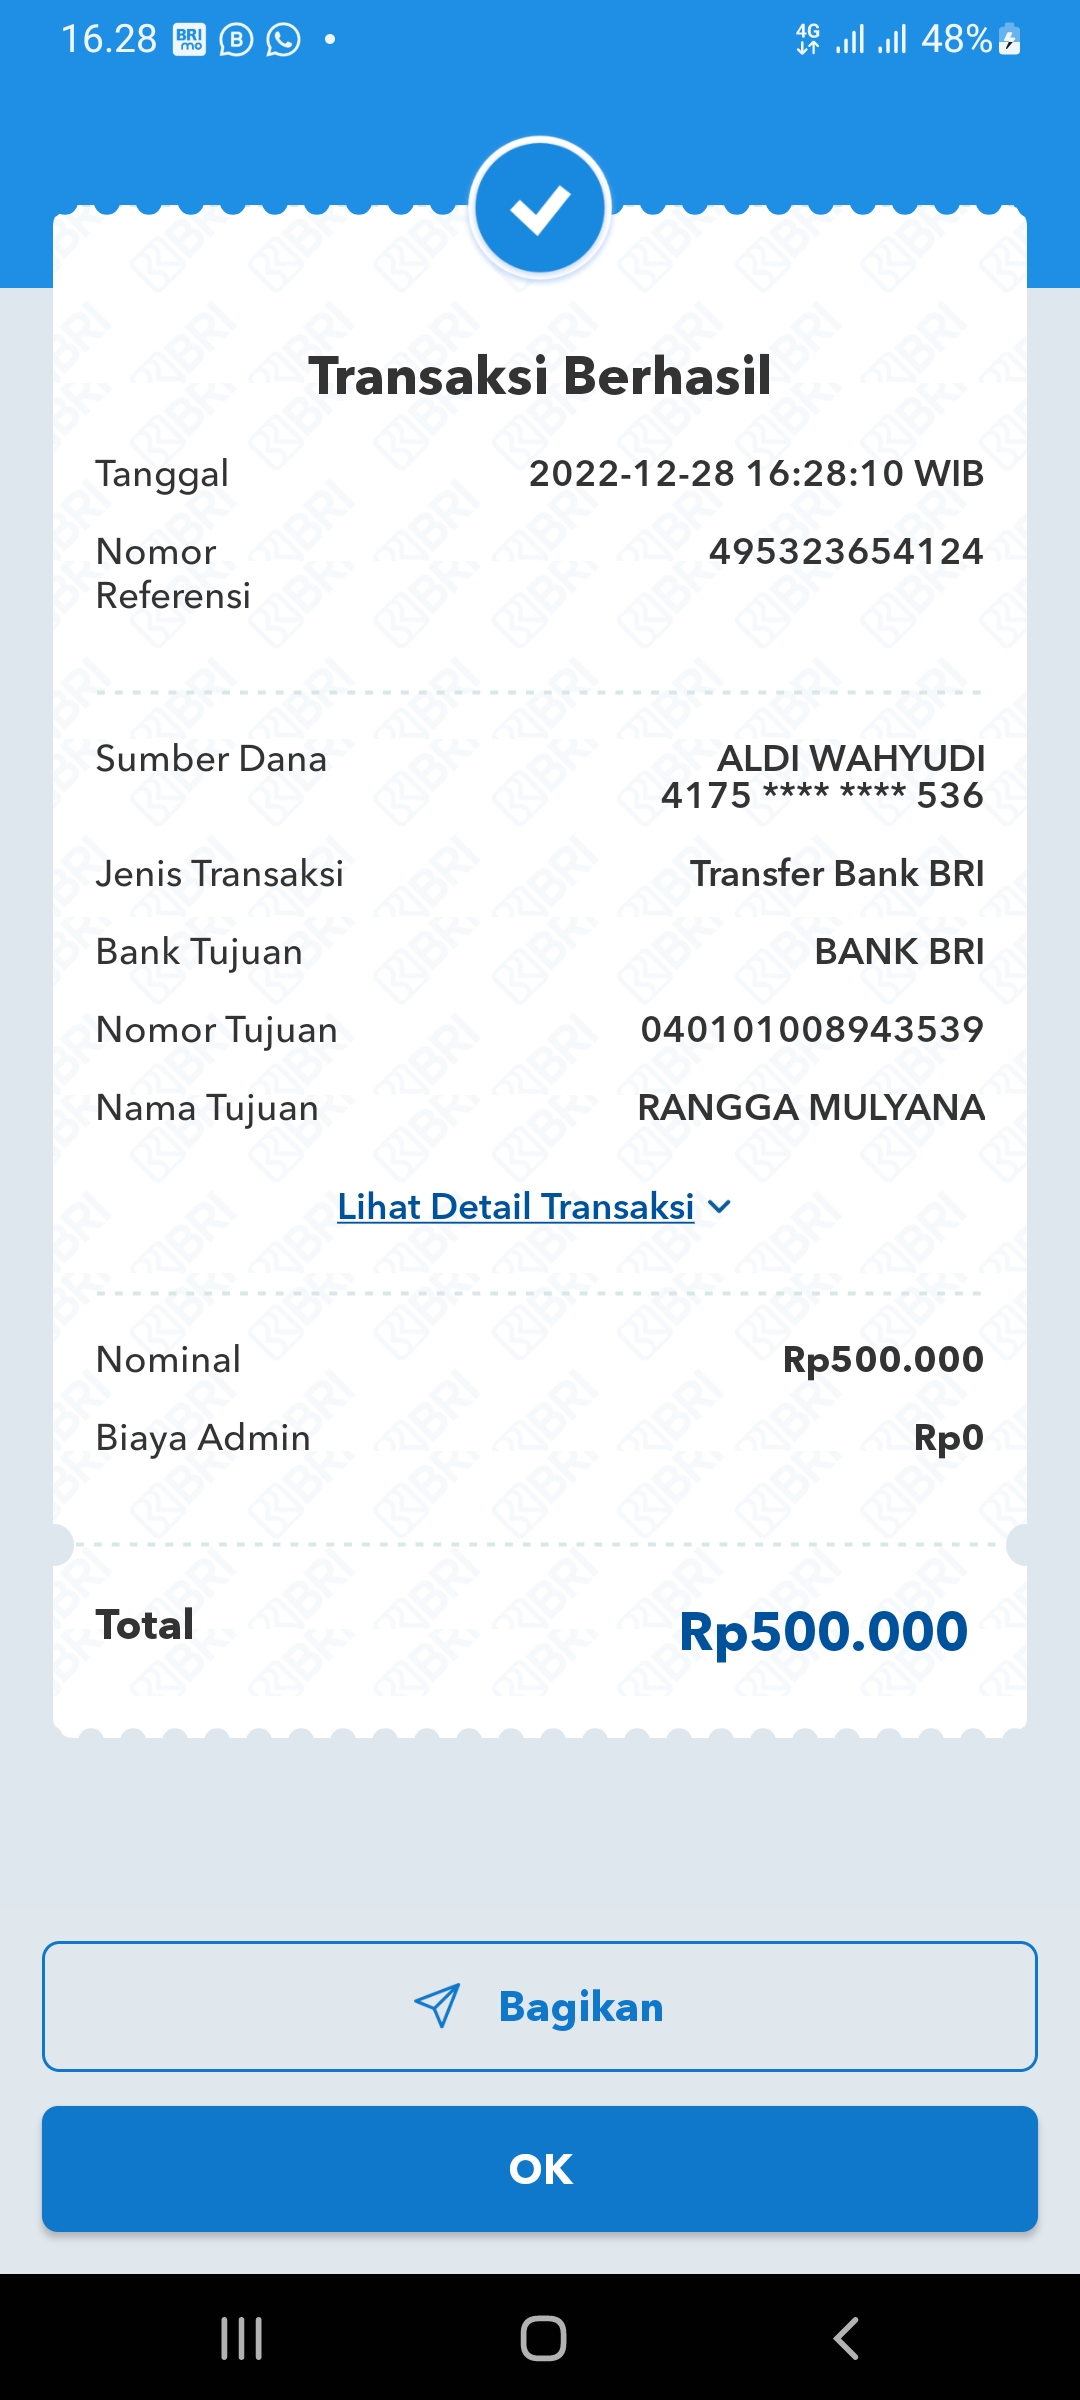 16.28 BRI mo B 4G 48%
Transaksi Berhasil
Tanggal 2022-12-28 16:28:10 WIB
Nomor Referensi 495323654124
Sumber Dana ALDI WAHYUDI
4175 **** **** 536
Jenis Transaksi Transfer Bank BRI
Bank Tujuan BANK BRI
Nomor Tujuan 040101008943539
Nama Tujuan RANGGA MULYANA
Lihat Detail Transaksi
Nominal Rp500.000
Biaya Admin Rp0
Total Rp500.000
Bagikan
OK